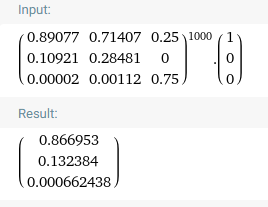 Input:
( 0.89077 0.71407 0.25 )^1000 ( 1 )
( 0.10921 0.28481 0 ) . ( 0 )
( 0.00002 0.00112 0.75 ) ( 0 )
Result:
( 0.866953 )
( 0.132384 )
( 0.000662438 )